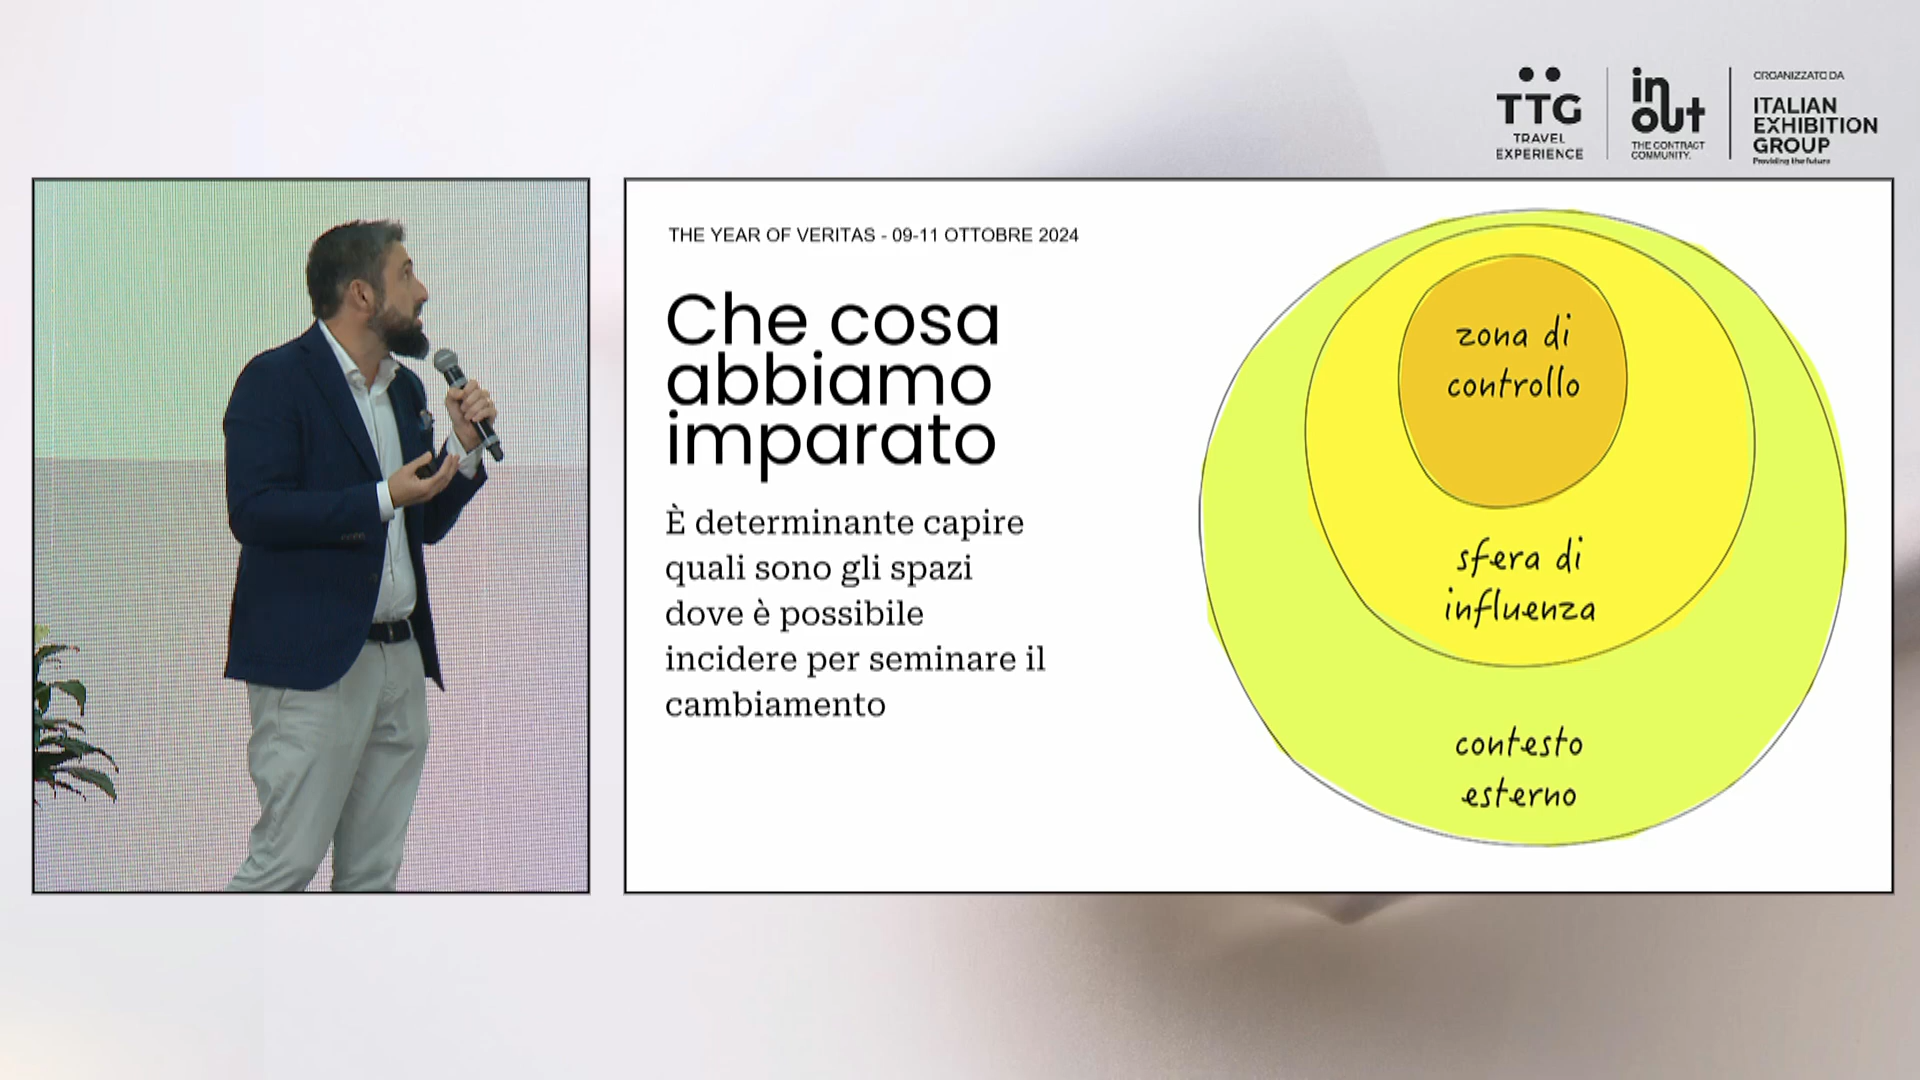 TTG
TRAVEL
EXPERIENCE
in
out
THE CONTRACT
COMMUNITY.
ORGANIZZATO DA
ITALIAN
EXHIBITION
GROUP
Providing the future
THE YEAR OF VERITAS - 09-11 OTTOBRE 2024
Che cosa
abbiamo
imparato
È determinante capire
quali sono gli spazi
dove è possibile
incidere per seminare il
cambiamento
zona di
controllo
sfera di
influenza
contesto
esterno